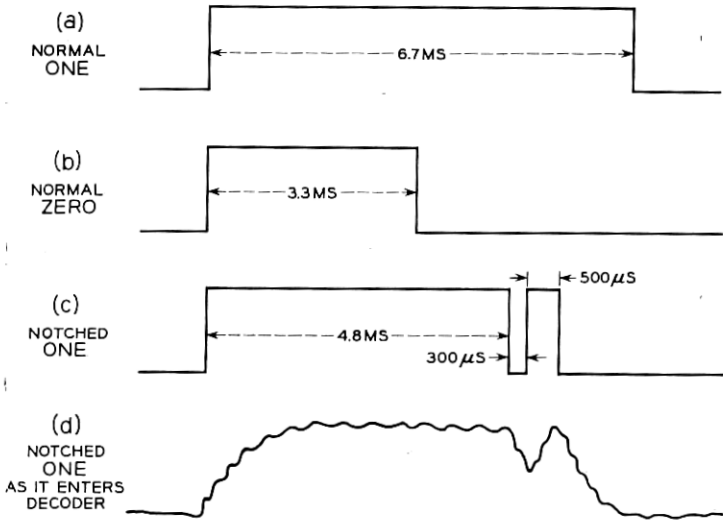 (a)
NORMAL
ONE
6.7MS
(b)
NORMAL
ZERO
3.3MS
500µS
(c)
NOTCHED
ONE
4.8MS
300µS
(d)
NOTCHED
ONE
AS IT ENTERS
DECODER